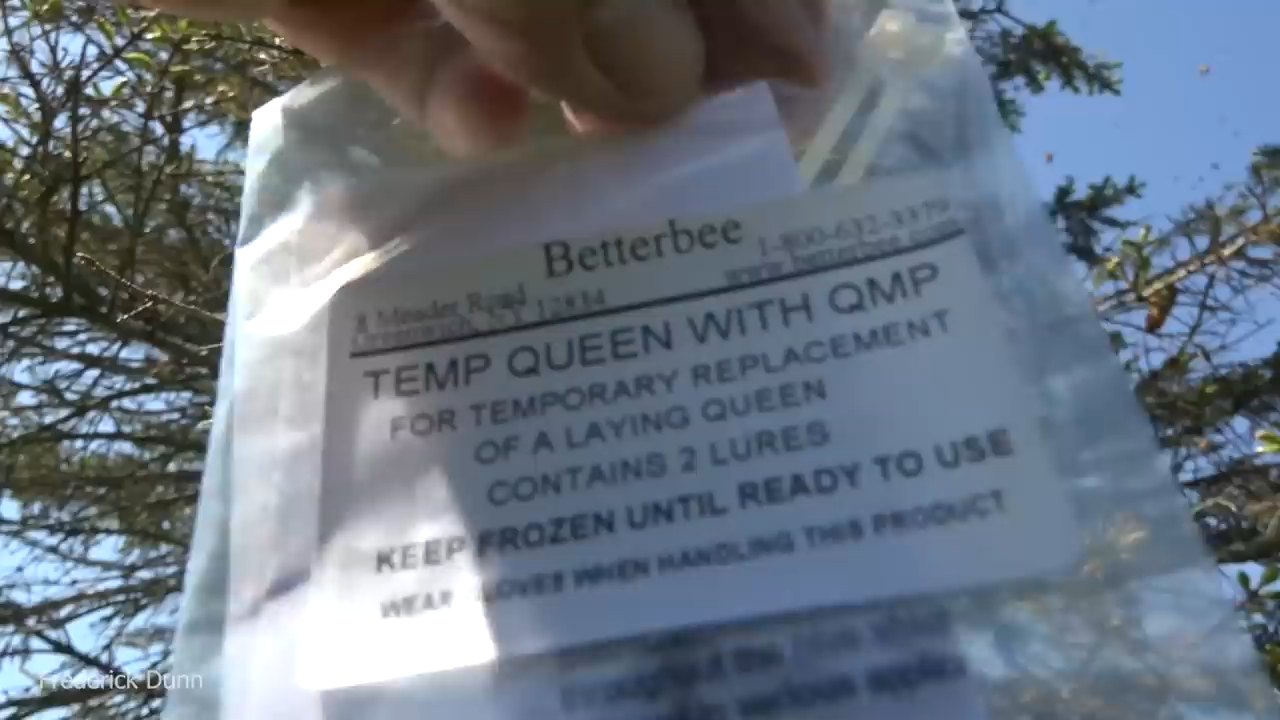 Betterbee
1-800-632-3379
www.betterbee.com
8 Meader Road
Greenwich, N.Y. 12834
TEMP QUEEN WITH QMP
FOR TEMPORARY REPLACEMENT
OF A LAYING QUEEN
CONTAINS 2 LURES
KEEP FROZEN UNTIL READY TO USE
WEAR GLOVES WHEN HANDLING THIS PRODUCT
Frederick Dunn